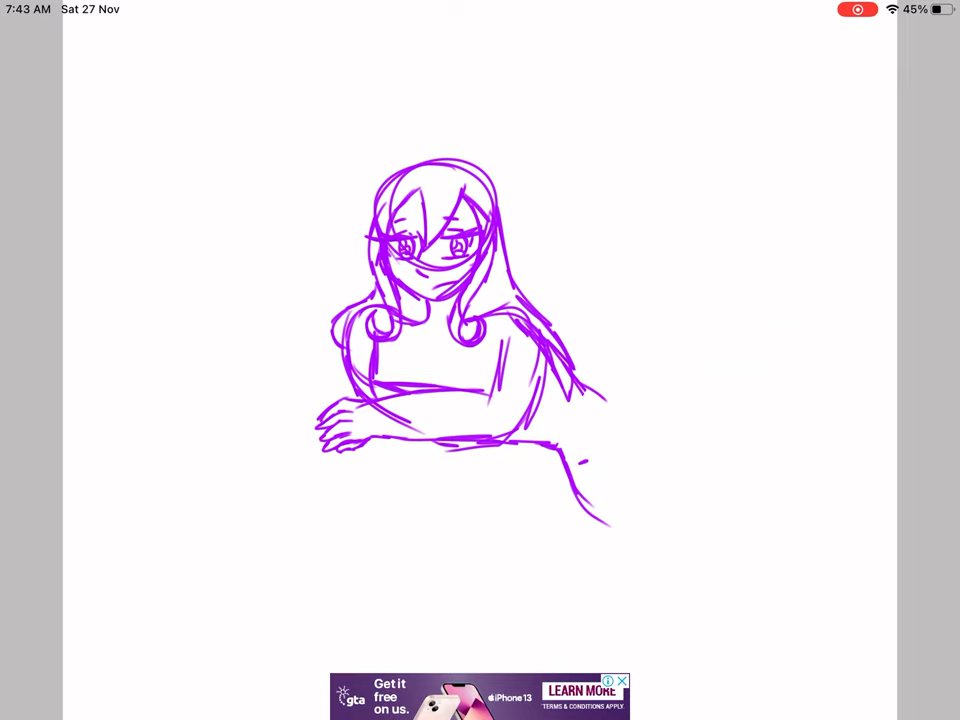 7:43 AM Sat 27 Nov
45%
gta
Get it
free
on us.
iPhone 13
LEARN MORE
TERMS & CONDITIONS APPLY.